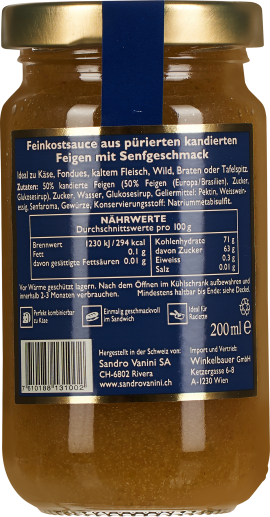 Feinkostsauce aus pürierten kandierten
Feigen mit Senfgeschmack
Ideal zu Käse, Fondues, kaltem Fleisch, Wild, Braten oder Tafelspitz.
Zutaten: 50% kandierte Feigen (50% Feigen (Europa/Brasilien), Zucker,
Glukosesirup), Zucker, Wasser, Glukosesirup, Geliermittel: Pektin, Weisswein-
essig, Senfaroma, Gewürze, Konservierungsstoff: Natriummetabisulfit.
NÄHRWERTE
Durchschnittswerte pro 100 g
Brennwert 1230 kJ / 294 kcal
Fett 0.1 g
davon gesättigte Fettsäuren 0.01 g
Kohlenhydrate 71 g
davon Zucker 63 g
Eiweiss 0.3 g
Salz 0.01 g
Vor Wärme geschützt lagern. Nach dem Öffnen im Kühlschrank aufbewahren und
innerhalb 2-3 Monaten verbrauchen. Mindestens haltbar bis Ende: siehe Deckel.
Perfekt kombinierbar
zu Käse
Einmalig geschmackvoll
im Sandwich
Ideal für
Raclette
200 ml e
7610188131002
Hergestellt in der Schweiz von:
Sandro Vanini SA
CH-6802 Rivera
www.sandrovanini.ch
Import und Vertrieb:
Winkelbauer GmbH
Ketzergasse 6-8
A-1230 Wien